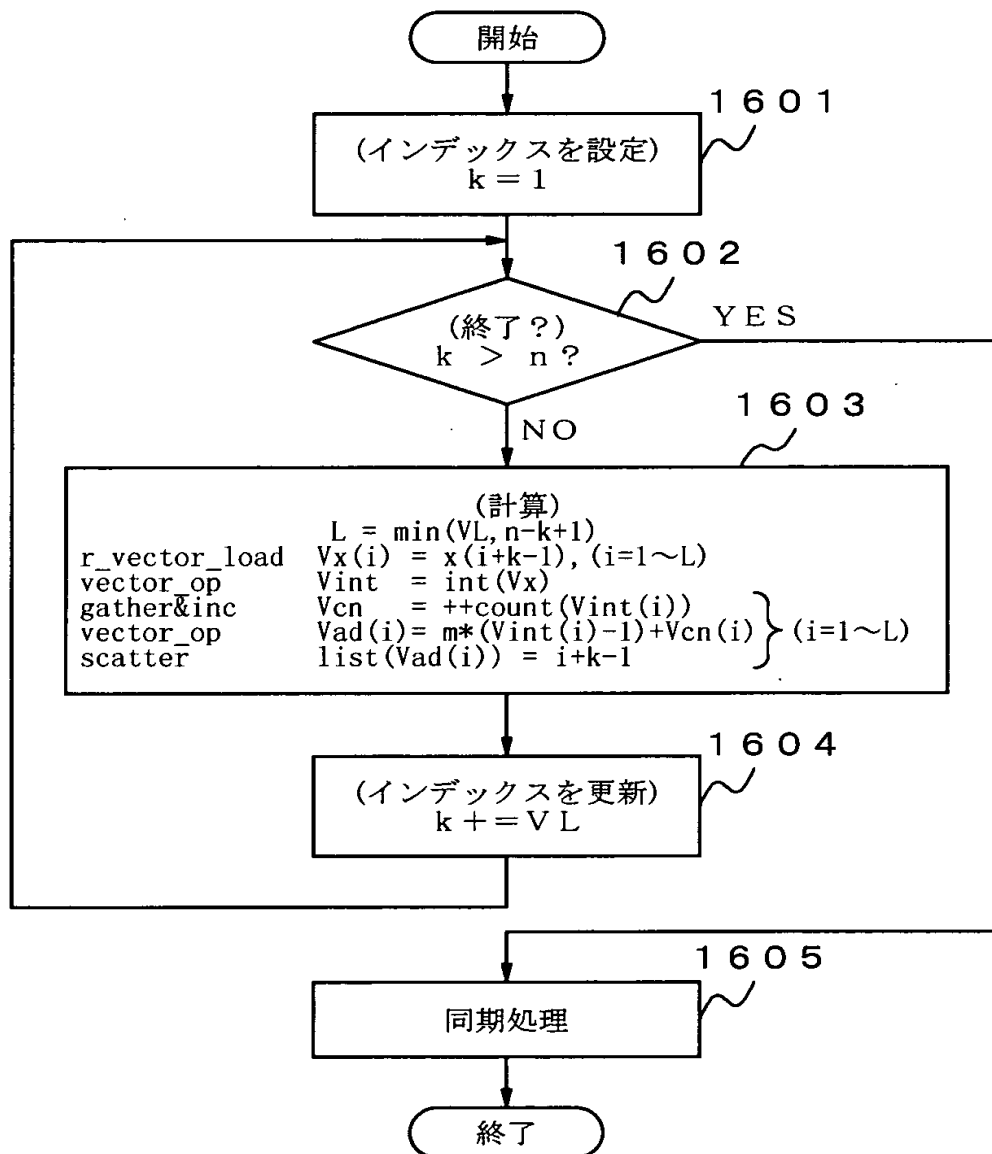 開始
1601
(インデックスを設定)
k=1
1602
(終了?)
k > n?
YES
NO
1603
(計算)
L = min(VL,n-k+1)
r_vector_load Vx(i) = x(i+k-1),(i=1~L)
vector_op Vint = int(Vx)
gather&inc Vcn = ++count(Vint(i))
vector_op Vad(i)= m*(Vint(i)-1)+Vcn(i) (i=1~L)
scatter list(Vad(i)) = i+k-1
1604
(インデックスを更新)
k+=VL
1605
同期処理
終了